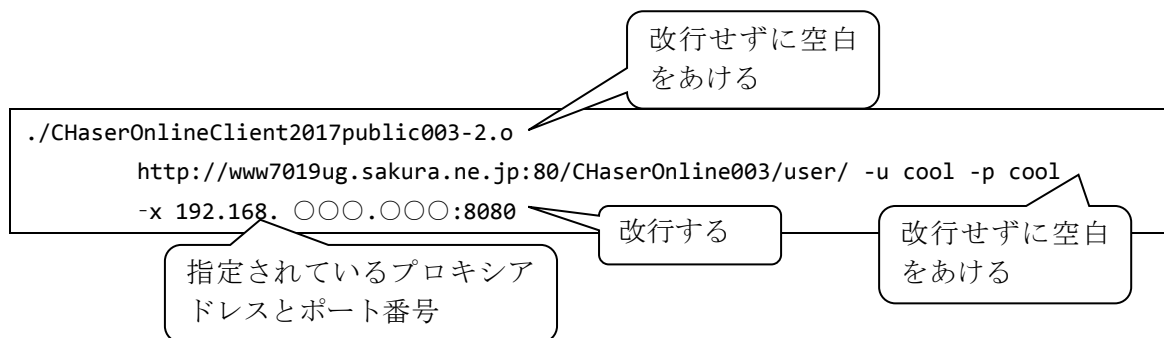 改行せずに空白
をあける
./CHaserOnlineClient2017public003-2.o
http://www7019ug.sakura.ne.jp:80/CHaserOnline003/user/ -u cool -p cool
-x 192.168. ○○○.○○○:8080
改行する
改行せずに空白
をあける
指定されているプロキシア
ドレスとポート番号